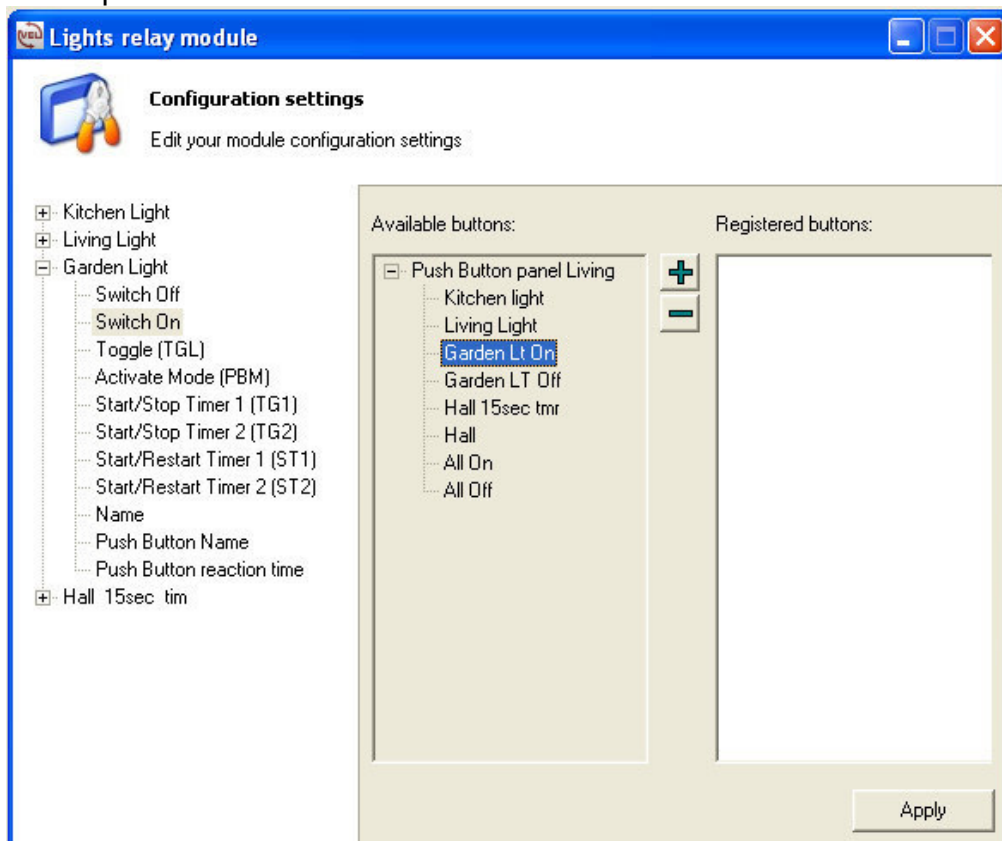 Lights relay module
Configuration settings
Edit your module configuration settings
Kitchen Light
Living Light
Garden Light
Switch Off
Switch On
Toggle (TGL)
Activate Mode (PBM)
Start/Stop Timer 1 (TG1)
Start/Stop Timer 2 (TG2)
Start/Restart Timer 1 (ST1)
Start/Restart Timer 2 (ST2)
Name
Push Button Name
Push Button reaction time
Hall 15sec tim
Available buttons:
Push Button panel Living
Kitchen light
Living Light
Garden Lt On
Garden LT Off
Hall 15sec tmr
Hall
All On
All Off
Registered buttons:
Apply